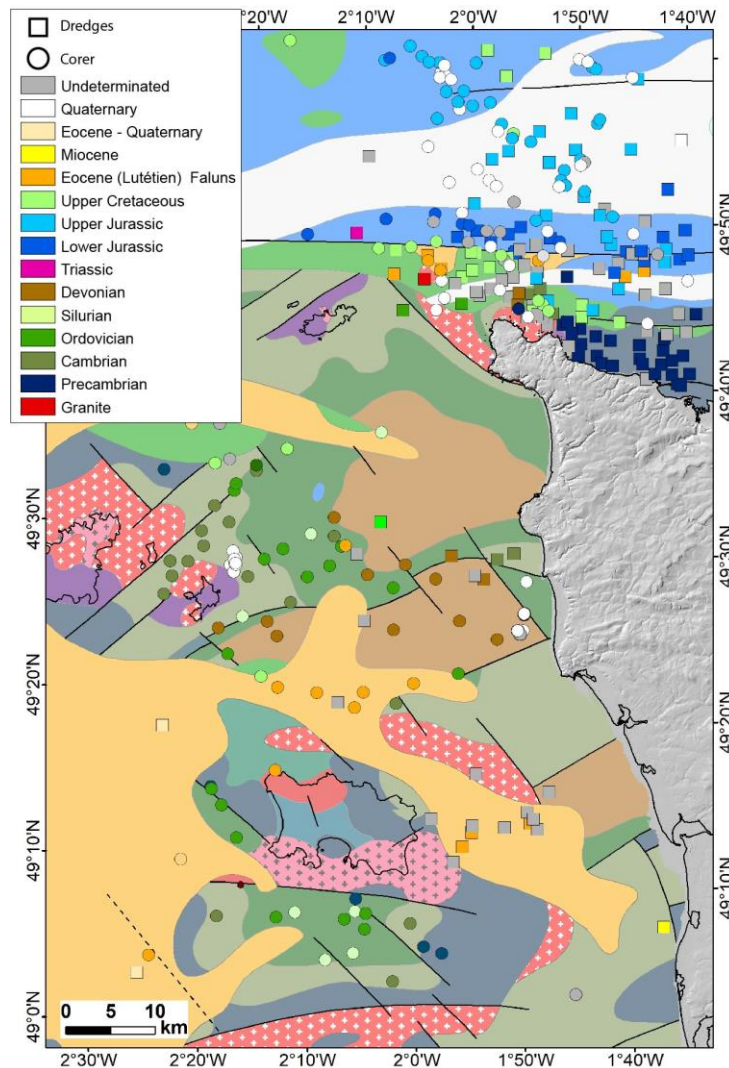 2°20'W 2°10'W 2°0'W 1°50'W 1°40'W
Dredges
Corer
Undeterminated
Quaternary
Eocene - Quaternary
Miocene
Eocene (Lutétien) Faluns
Upper Cretaceous
Upper Jurassic
Lower Jurassic
Triassic
Devonian
Silurian
Ordovician
Cambrian
Precambrian
Granite
49°50'N
49°40'N
49°30'N
49°30'N
49°20'N
49°20'N
49°10'N
49°10'N
49°0'N
0 5 10
km
2°30'W 2°20'W 2°10'W 2°0'W 1°50'W 1°40'W